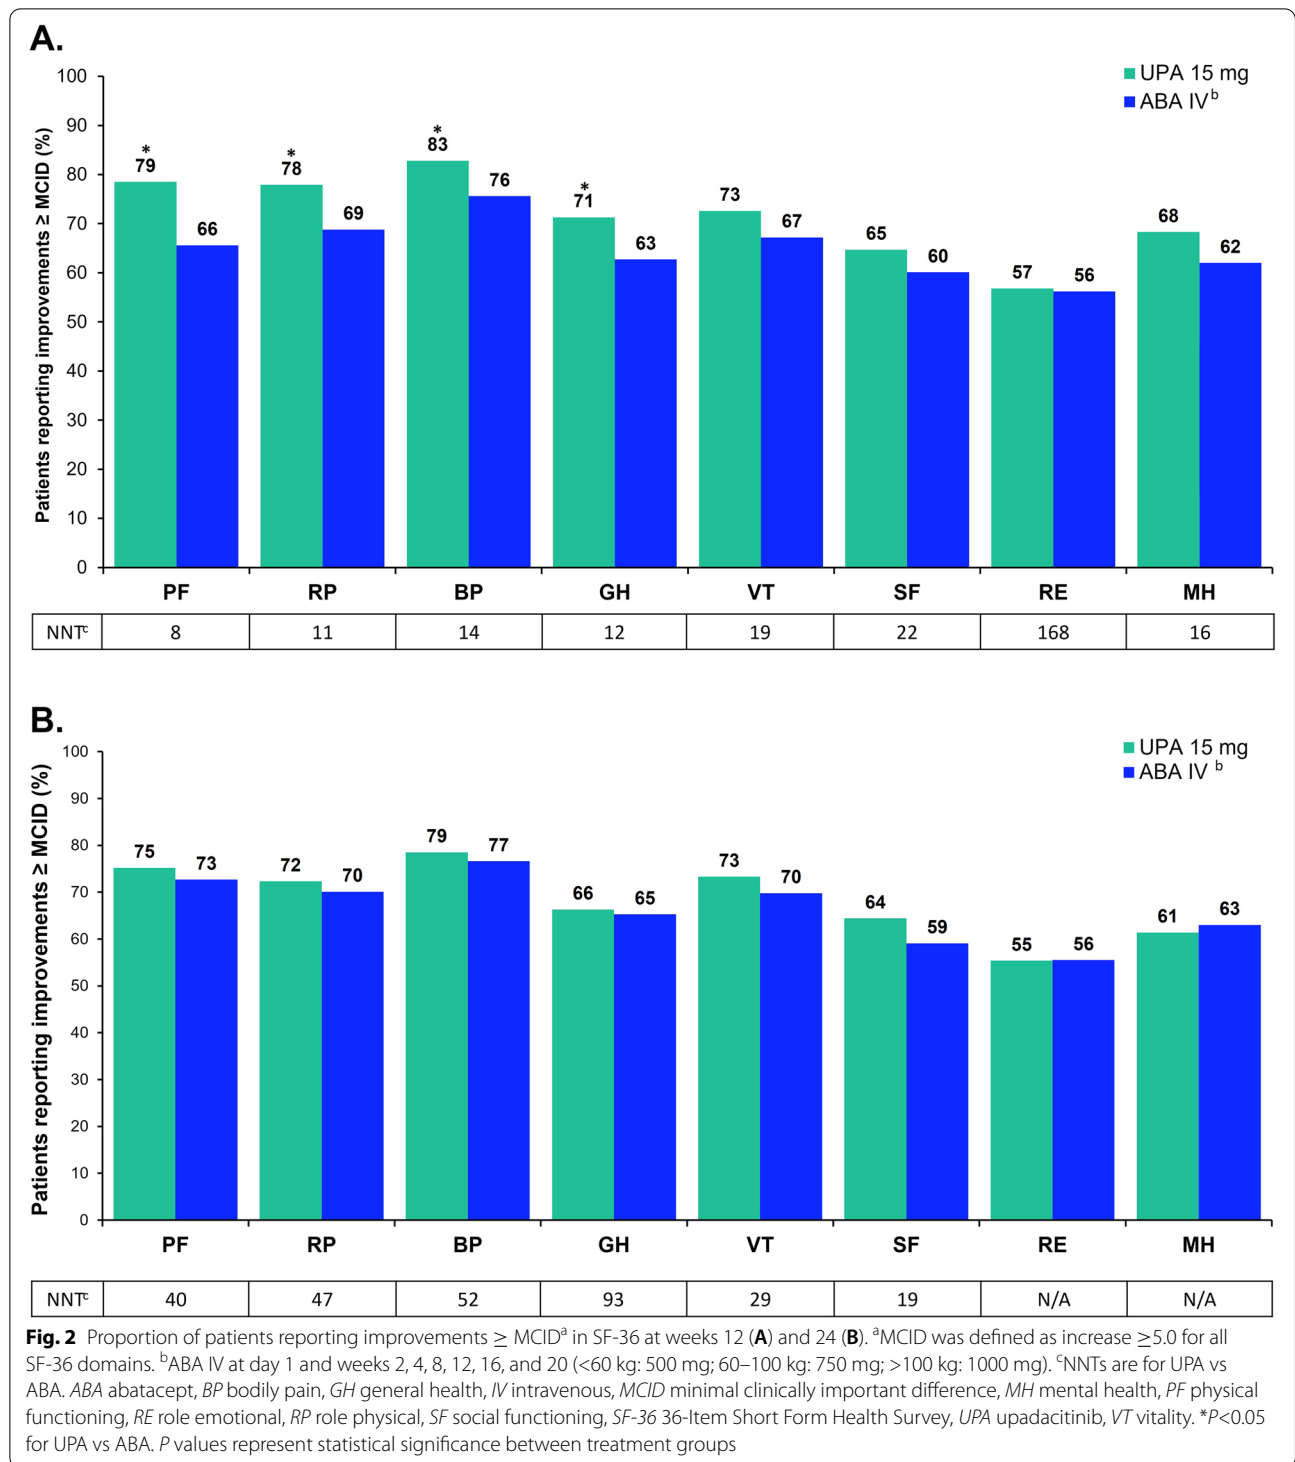 A.
Patients reporting improvements ≥ MCID (%)
UPA 15 mg
ABA IV b
100
90
80
70
60
50
40
30
20
10
0
* 79 66
* 78 69
* 83 76
* 71 63
73 67
65 60
57 56
68 62
PF RP BP GH VT SF RE MH
NNTc 8 11 14 12 19 22 168 16
B.
Patients reporting improvements ≥ MCID (%)
UPA 15 mg
ABA IV b
100
90
80
70
60
50
40
30
20
10
0
75 73
72 70
79 77
66 65
73 70
64 59
55 56
61 63
PF RP BP GH VT SF RE MH
NNTc 40 47 52 93 29 19 N/A N/A
Fig. 2 Proportion of patients reporting improvements ≥ MCIDa in SF-36 at weeks 12 (A) and 24 (B). aMCID was defined as increase ≥5.0 for all
SF-36 domains. bABA IV at day 1 and weeks 2, 4, 8, 12, 16, and 20 (<60 kg: 500 mg; 60–100 kg: 750 mg; >100 kg: 1000 mg). cNNTs are for UPA vs
ABA. ABA abatacept, BP bodily pain, GH general health, IV intravenous, MCID minimal clinically important difference, MH mental health, PF physical
functioning, RE role emotional, RP role physical, SF social functioning, SF-36 36-Item Short Form Health Survey, UPA upadacitinib, VT vitality. *P<0.05
for UPA vs ABA. P values represent statistical significance between treatment groups